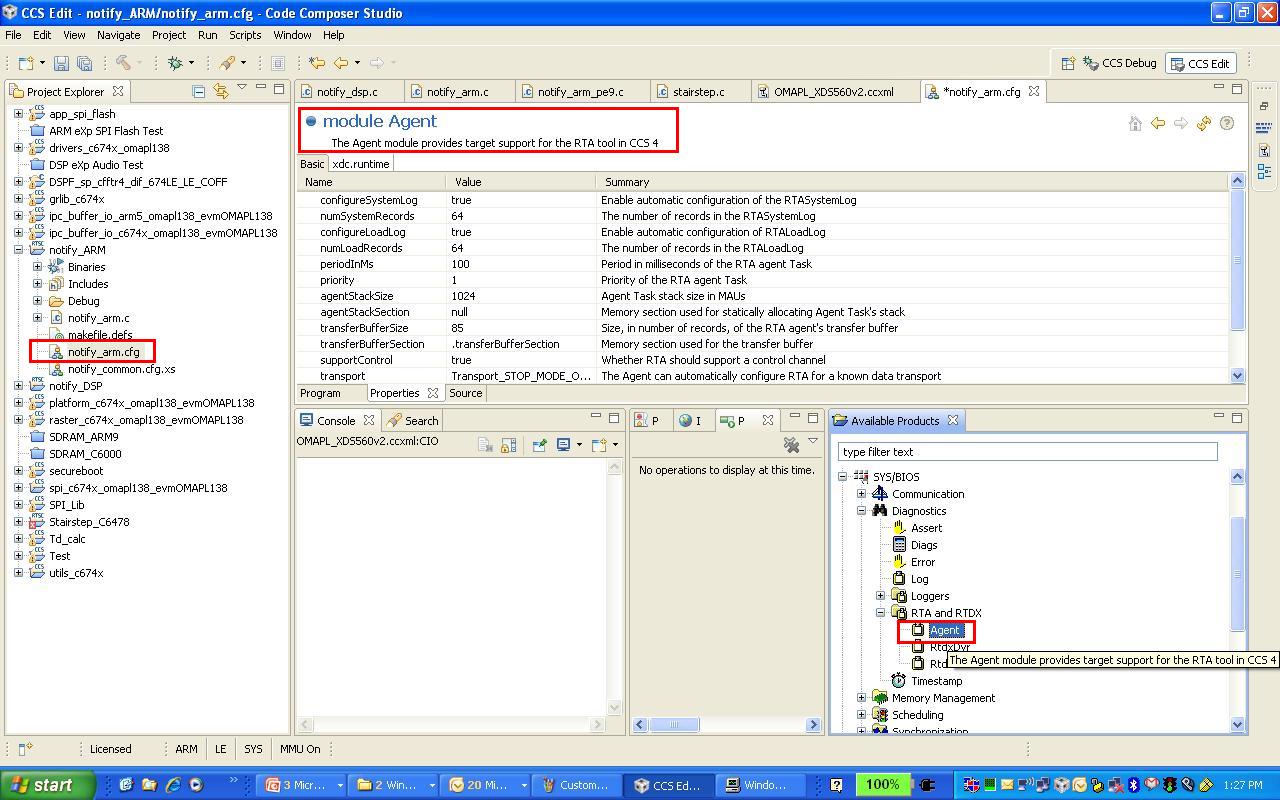 CCS Edit - notify_ARM/notify_arm.cfg - Code Composer Studio
File Edit View Navigate Project Run Scripts Window Help
CCS Debug CCS Edit
Project Explorer
app_spi_flash
ARM eXp SPI Flash Test
drivers_c674x_omapl138
DSP eXp Audio Test
DSPF_sp_cfftr4_dif_674LE_LE_COFF
grlib_c674x
ipc_buffer_io_arm5_omapl138_evmOMAPL138
ipc_buffer_io_c674x_omapl138_evmOMAPL138
notify_ARM
Binaries
Includes
Debug
notify_arm.c
makefile.defs
notify_arm.cfg
notify_common.cfg.xs
notify_DSP
platform_c674x_omapl138_evmOMAPL138
raster_c674x_omapl138_evmOMAPL138
SDRAM_ARM9
SDRAM_C6000
secureboot
spi_c674x_omapl138_evmOMAPL138
SPI_Lib
Stairstep_C6478
Td_calc
Test
utils_c674x
notify_dsp.c notify_arm.c notify_arm_pe9.c stairstep.c OMAPL_XDS560v2.ccxml *notify_arm.cfg
module Agent
The Agent module provides target support for the RTA tool in CCS 4
Basic xdc.runtime
Name Value Summary
configureSystemLog true Enable automatic configuration of the RTASystemLog
numSystemRecords 64 The number of records in the RTASystemLog
configureLoadLog true Enable automatic configuration of RTALoadLog
numLoadRecords 64 The number of records in the RTALoadLog
periodInMs 100 Period in milliseconds of the RTA agent Task
priority 1 Priority of the RTA agent Task
agentStackSize 1024 Agent Task stack size in MAUs
agentStackSection null Memory section used for statically allocating Agent Task's stack
transferBufferSize 85 Size, in number of records, of the RTA agent's transfer buffer
transferBufferSection .transferBufferSection Memory section used for the transfer buffer
supportControl true Whether RTA should support a control channel
transport Transport_STOP_MODE_O... The Agent can automatically configure RTA for a known data transport
Program Properties Source
Console Search
OMAPL_XDS560v2.ccxml:CIO
P I P
No operations to display at this time.
Available Products
type filter text
SYS/BIOS
Communication
Diagnostics
Assert
Diags
Error
Log
Loggers
RTA and RTDX
Agent
RtdxDvr
Rtd
The Agent module provides target support for the RTA tool in CCS 4
Timestamp
Memory Management
Scheduling
Synchronization
Licensed ARM LE SYS MMU On
start
3 Micr... 2 Win... 20 Mi... Custom... CCS Ed... Windo... 100% 1:27 PM